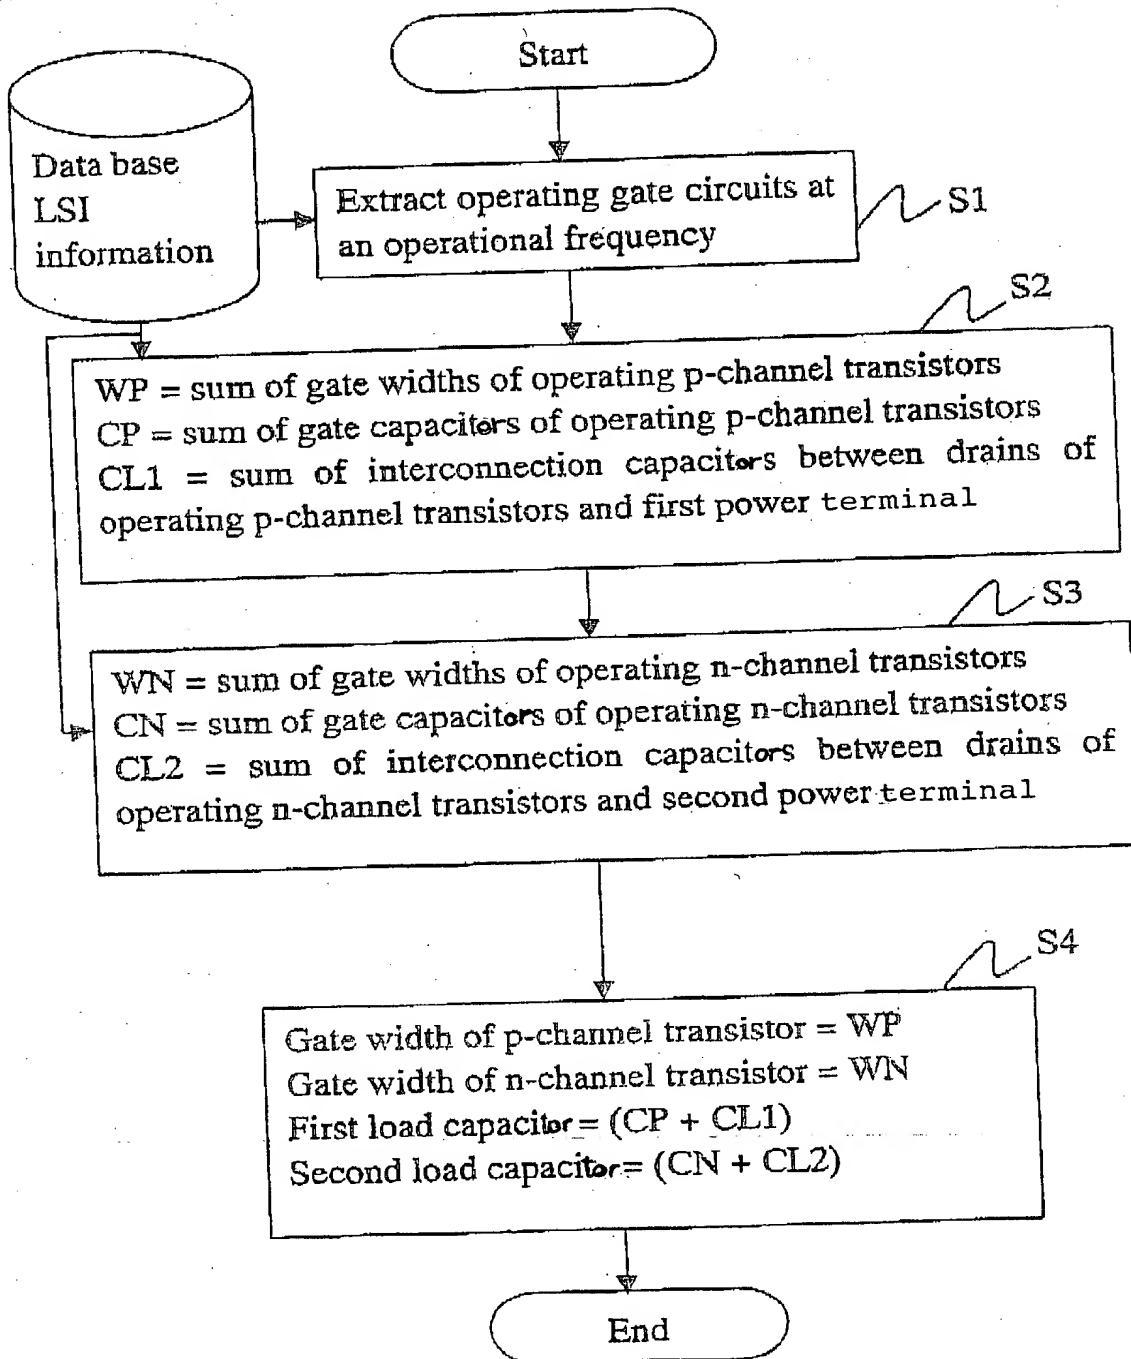 Start
Data base
LSI
information
Extract operating gate circuits at
an operational frequency
S1
S2
WP = sum of gate widths of operating p-channel transistors
CP = sum of gate capacitors of operating p-channel transistors
CL1 = sum of interconnection capacitors between drains of
operating p-channel transistors and first power terminal
S3
WN = sum of gate widths of operating n-channel transistors
CN = sum of gate capacitors of operating n-channel transistors
CL2 = sum of interconnection capacitors between drains of
operating n-channel transistors and second power terminal
S4
Gate width of p-channel transistor = WP
Gate width of n-channel transistor = WN
First load capacitor = (CP + CL1)
Second load capacitor = (CN + CL2)
End